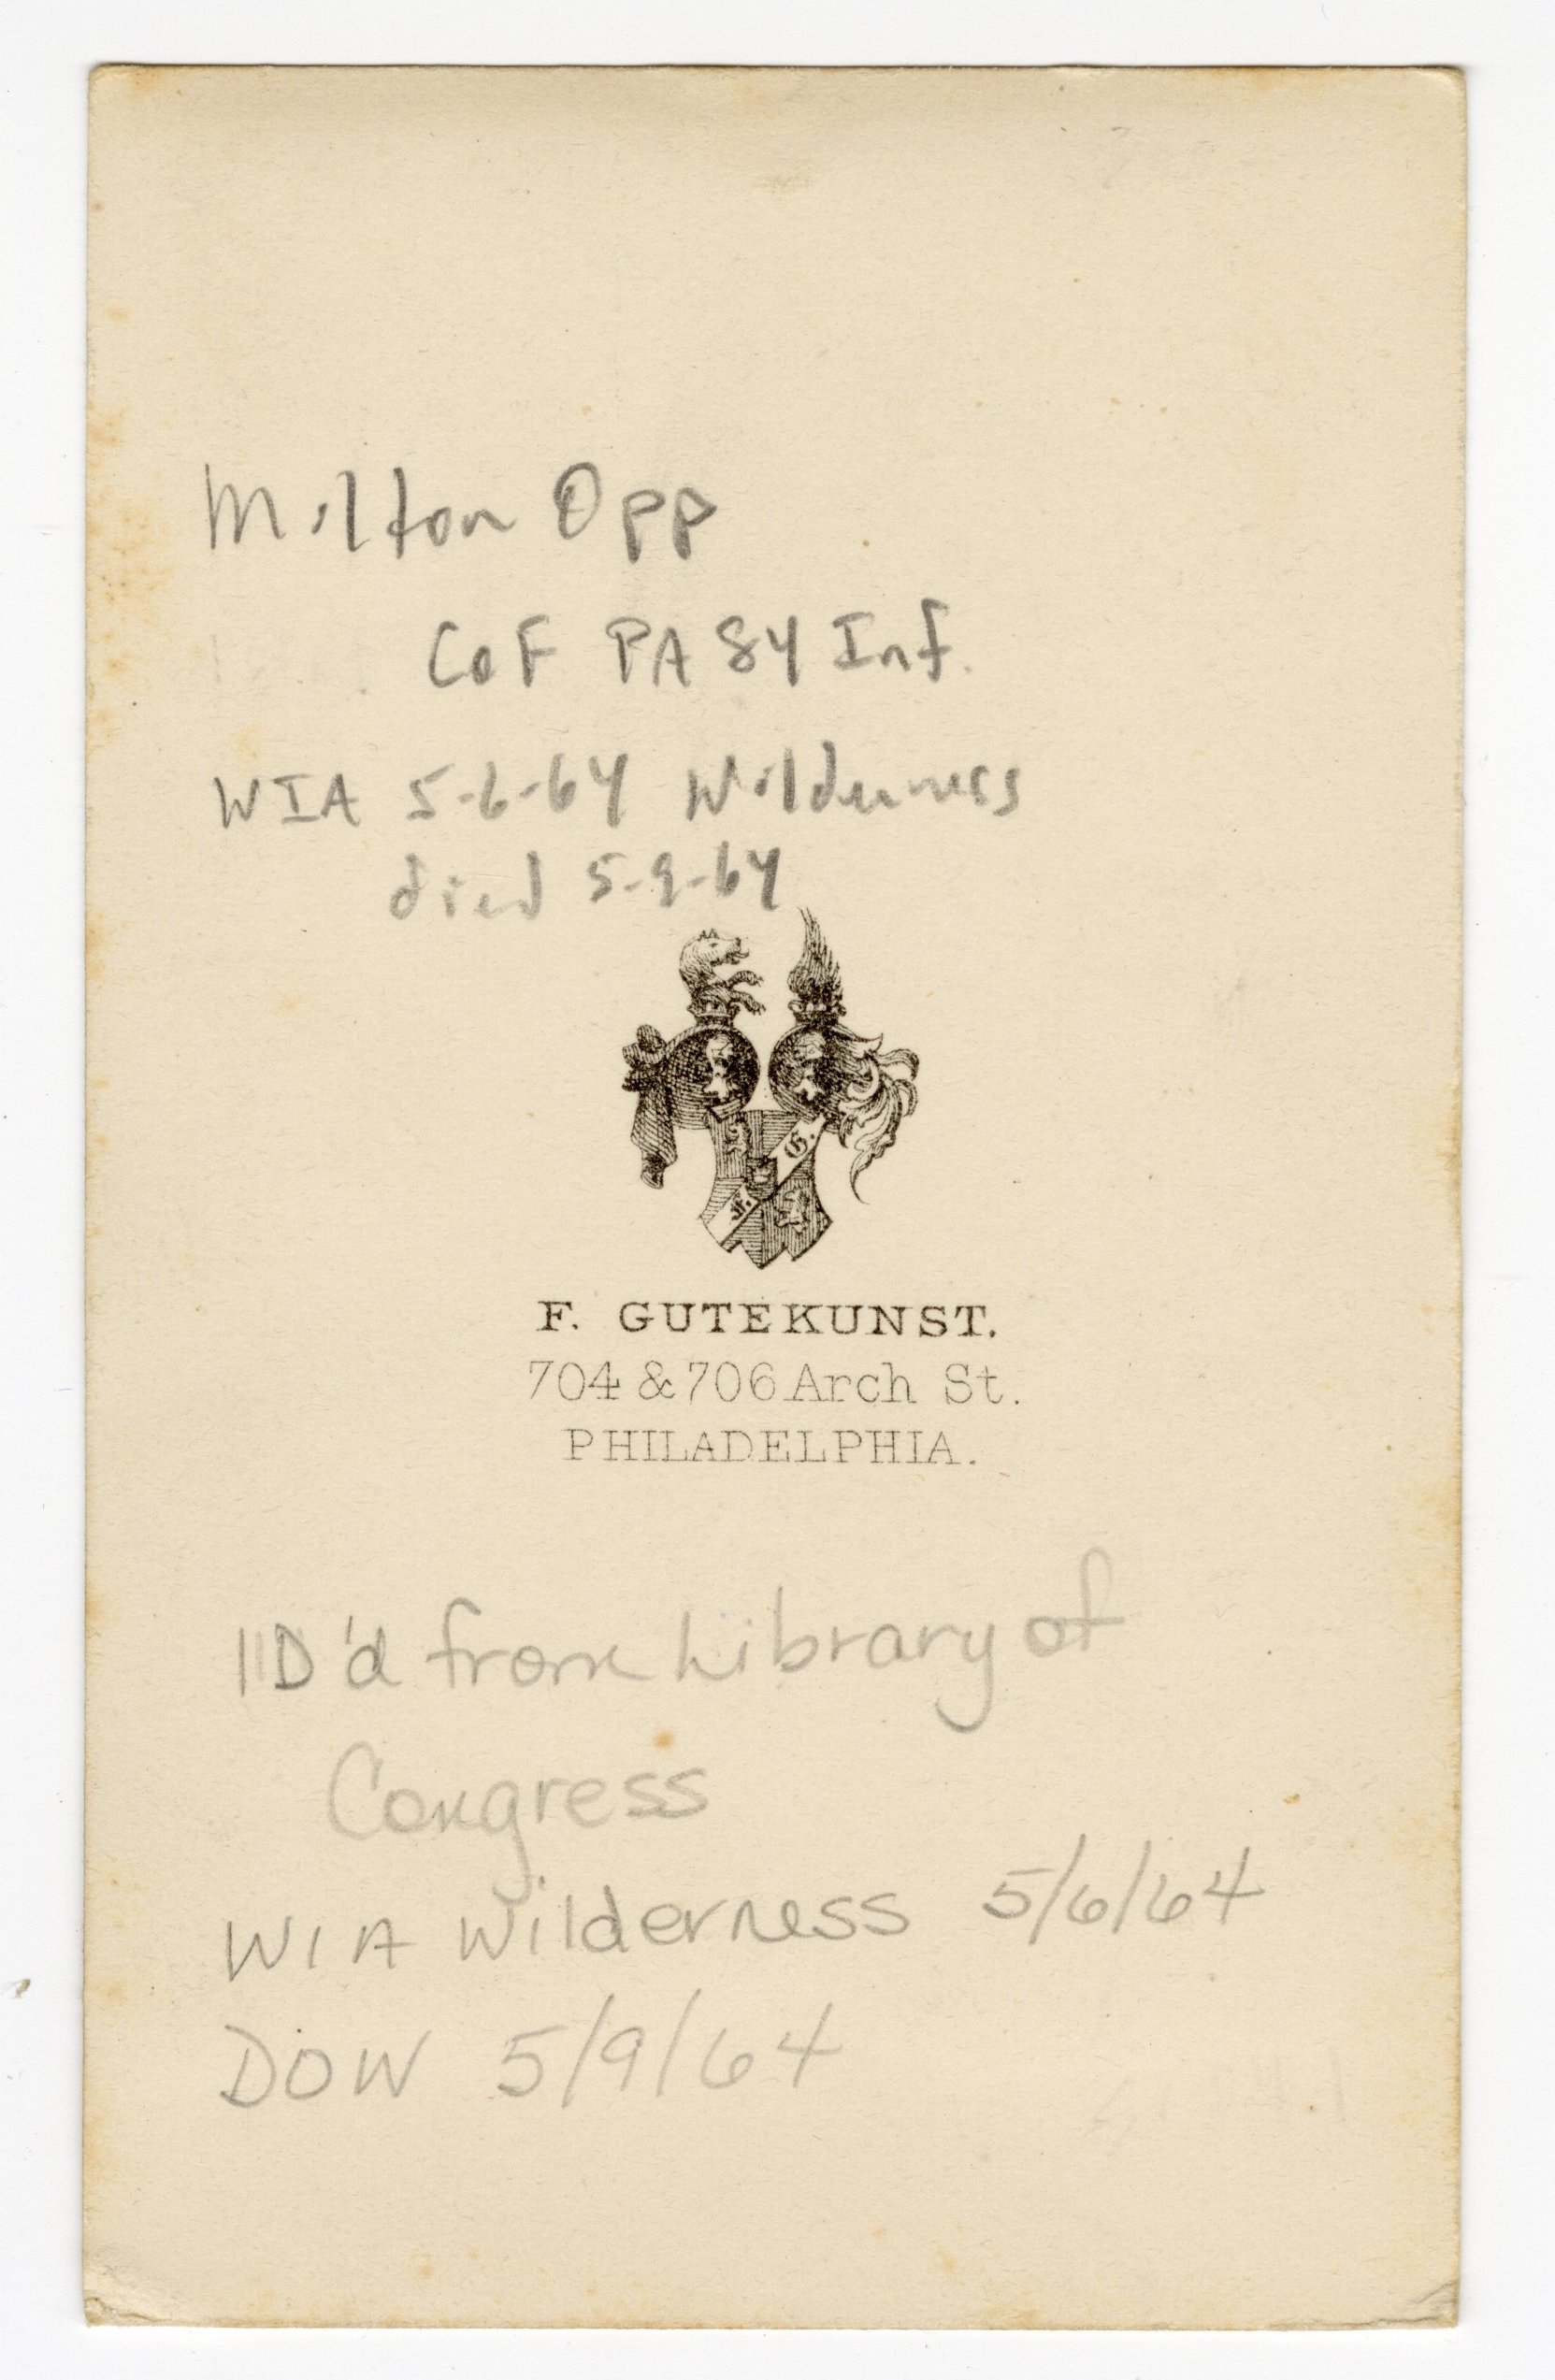 Milton Opp
Co F PA 84 Inf.
WIA 5-6-64 Wilderness
died 5-9-64
G.
F.
F. GUTEKUNST.
704 & 706 Arch St.
PHILADELPHIA.
ID'd from Library of
Congress
WIA Wilderness 5/6/64
DOW 5/9/64